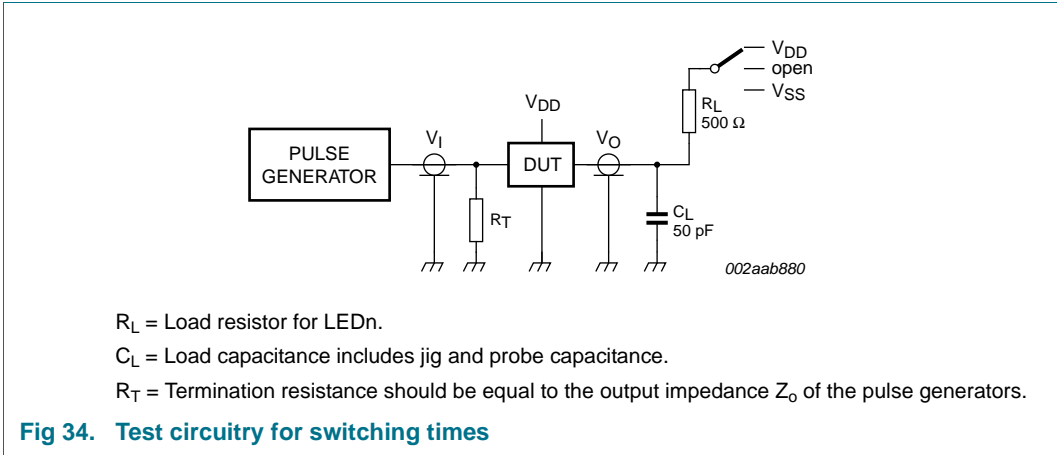 VDD
open
VSS
RL
500 Ω
VDD
VI
VO
PULSE
GENERATOR
DUT
RT
CL
50 pF
002aab880
RL = Load resistor for LEDn.
CL = Load capacitance includes jig and probe capacitance.
RT = Termination resistance should be equal to the output impedance Zo of the pulse generators.
Fig 34. Test circuitry for switching times